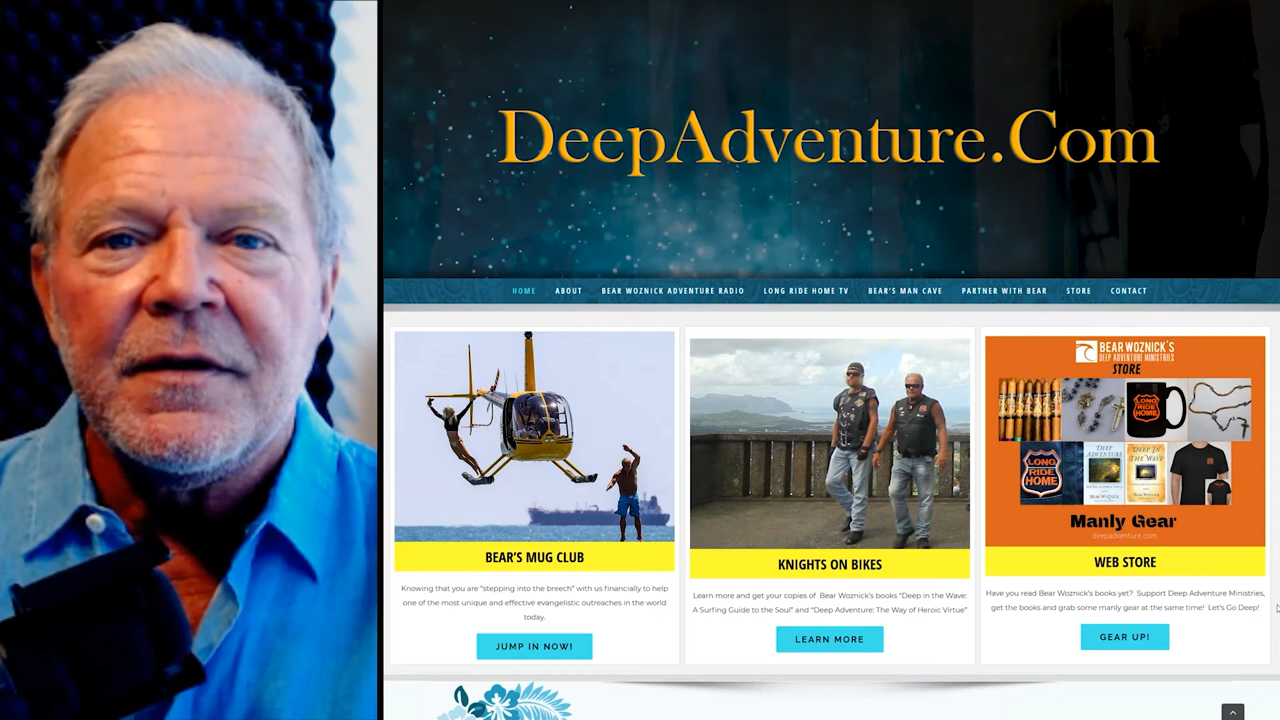 DeepAdventure.Com
HOME ABOUT BEAR WOZNICK ADVENTURE RADIO LONG RIDE HOME TV BEAR'S MAN CAVE PARTNER WITH BEAR STORE CONTACT
BEAR'S MUG CLUB
Knowing that you are “stepping into the breech” with us financially to help
one of the most unique and effective evangelistic outreaches in the world
today.
JUMP IN NOW!
KNIGHTS ON BIKES
Learn more and get your copies of Bear Woznick's books “Deep in the Wave:
A Surfing Guide to the Soul” and “Deep Adventure: The Way of Heroic Virtue”
LEARN MORE
BEAR WOZNICK'S
DEEP ADVENTURE MINISTRIES
STORE
LONG
RIDE
HOME
LONG
RIDE
HOME
DEEP
ADVENTURE
DEEP IN
THE WAVE
Manly Gear
deepadventure.com
WEB STORE
Have you read Bear Woznick's books yet? Support Deep Adventure Ministries,
get the books and grab some manly gear at the same time! Let's Go Deep!
GEAR UP!